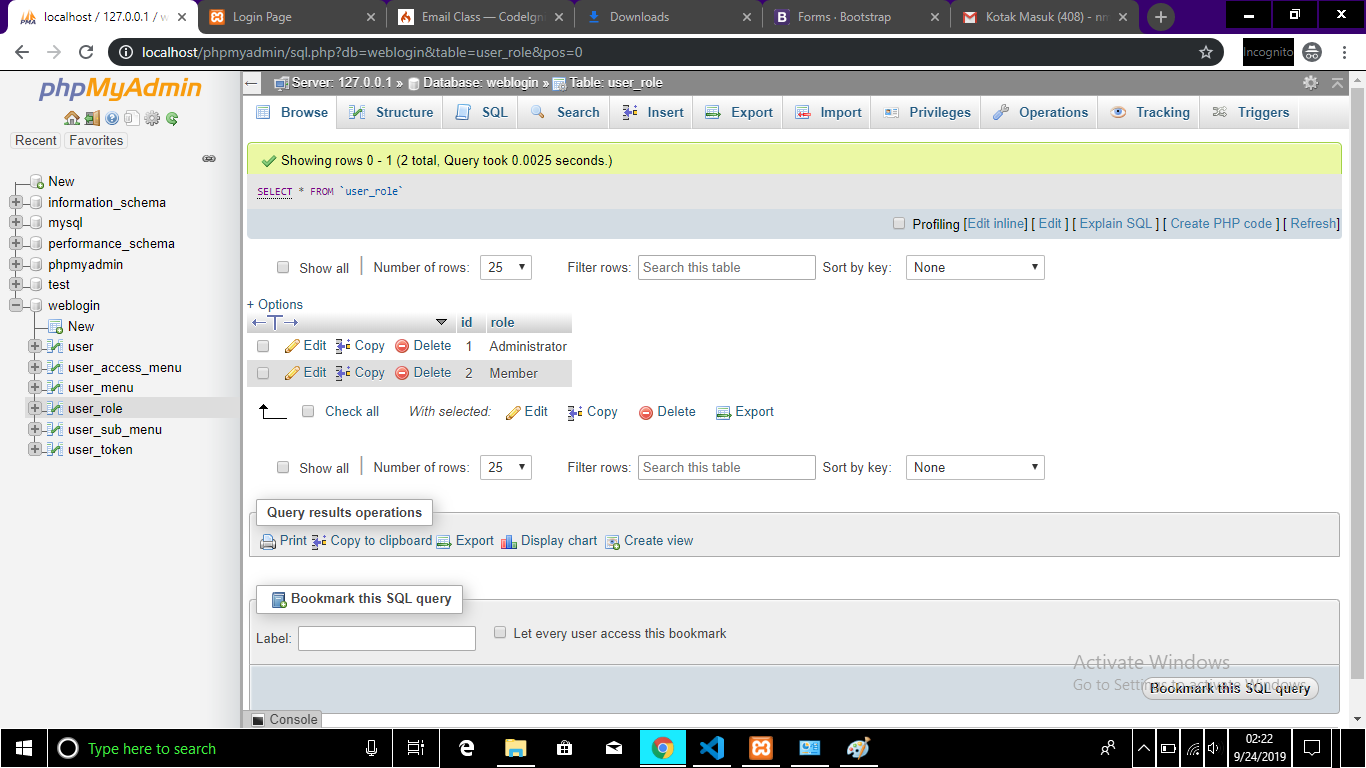 localhost / 127.0.0.1 / w
Login Page
Email Class — CodeIgn
Downloads
Forms · Bootstrap
Kotak Masuk (408) - nm
localhost/phpmyadmin/sql.php?db=weblogin&table=user_role&pos=0
Incognito
phpMyAdmin
Recent Favorites
New
information_schema
mysql
performance_schema
phpmyadmin
test
weblogin
New
user
user_access_menu
user_menu
user_role
user_sub_menu
user_token
Server: 127.0.0.1 » Database: weblogin » Table: user_role
Browse Structure SQL Search Insert Export Import Privileges Operations Tracking Triggers
Showing rows 0 - 1 (2 total, Query took 0.0025 seconds.)
SELECT * FROM `user_role`
Profiling [Edit inline] [ Edit ] [ Explain SQL ] [ Create PHP code ] [ Refresh]
Show all Number of rows: 25 Filter rows: Search this table Sort by key: None
+ Options
id role
Edit Copy Delete 1 Administrator
Edit Copy Delete 2 Member
Check all With selected: Edit Copy Delete Export
Show all Number of rows: 25 Filter rows: Search this table Sort by key: None
Query results operations
Print Copy to clipboard Export Display chart Create view
Bookmark this SQL query
Label: Let every user access this bookmark
Activate Windows
Go to Settings to activate Windows.
Bookmark this SQL query
Console
Type here to search
02:22
9/24/2019